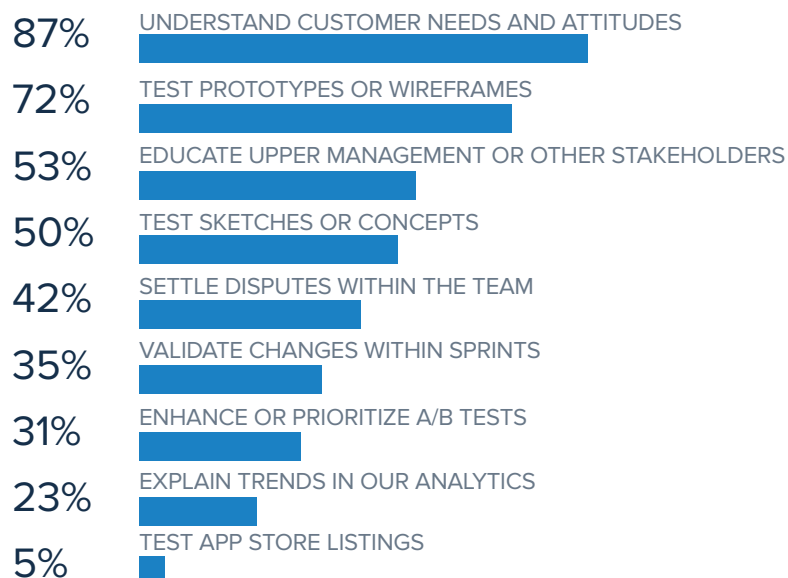 87% UNDERSTAND CUSTOMER NEEDS AND ATTITUDES
72% TEST PROTOTYPES OR WIREFRAMES
53% EDUCATE UPPER MANAGEMENT OR OTHER STAKEHOLDERS
50% TEST SKETCHES OR CONCEPTS
42% SETTLE DISPUTES WITHIN THE TEAM
35% VALIDATE CHANGES WITHIN SPRINTS
31% ENHANCE OR PRIORITIZE A/B TESTS
23% EXPLAIN TRENDS IN OUR ANALYTICS
5% TEST APP STORE LISTINGS